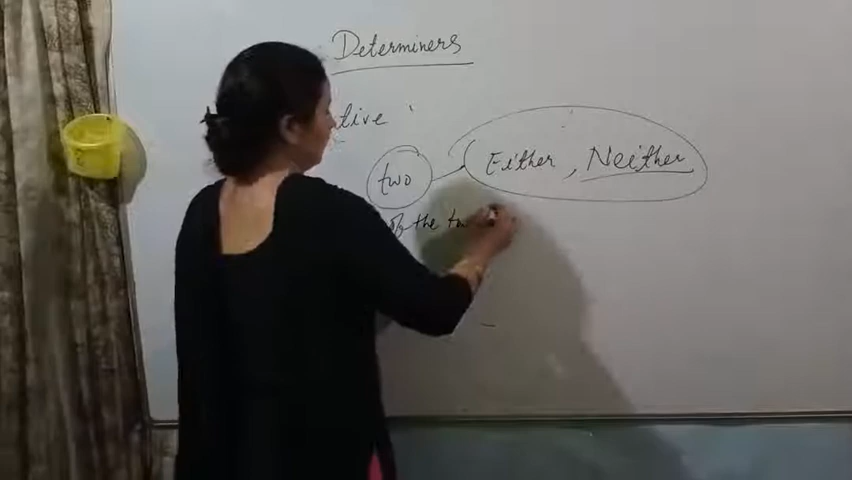 Determiners
tive
two Either, Neither
of the